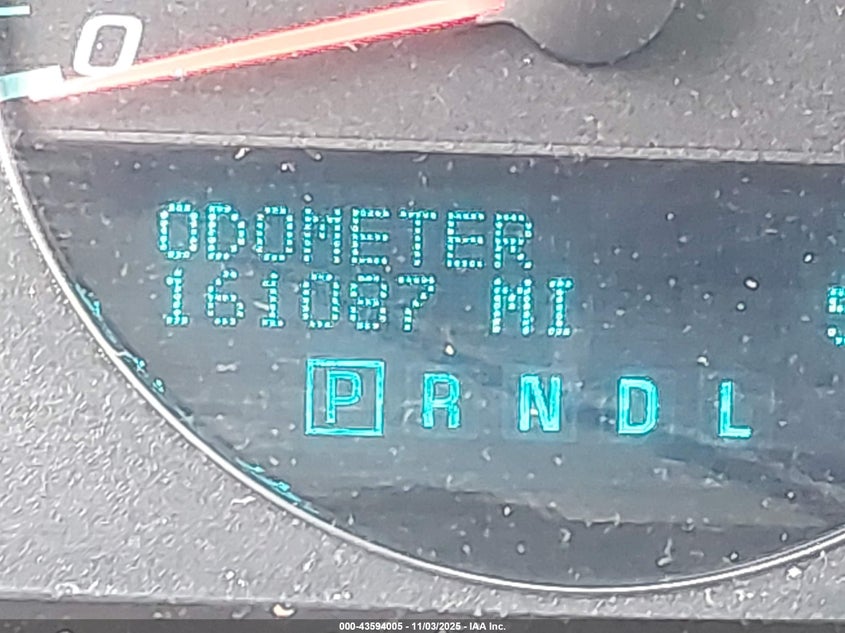 0
ODOMETER
161087 MI
P R N D L
000-43594005 - 11/03/2025 - IAA Inc.